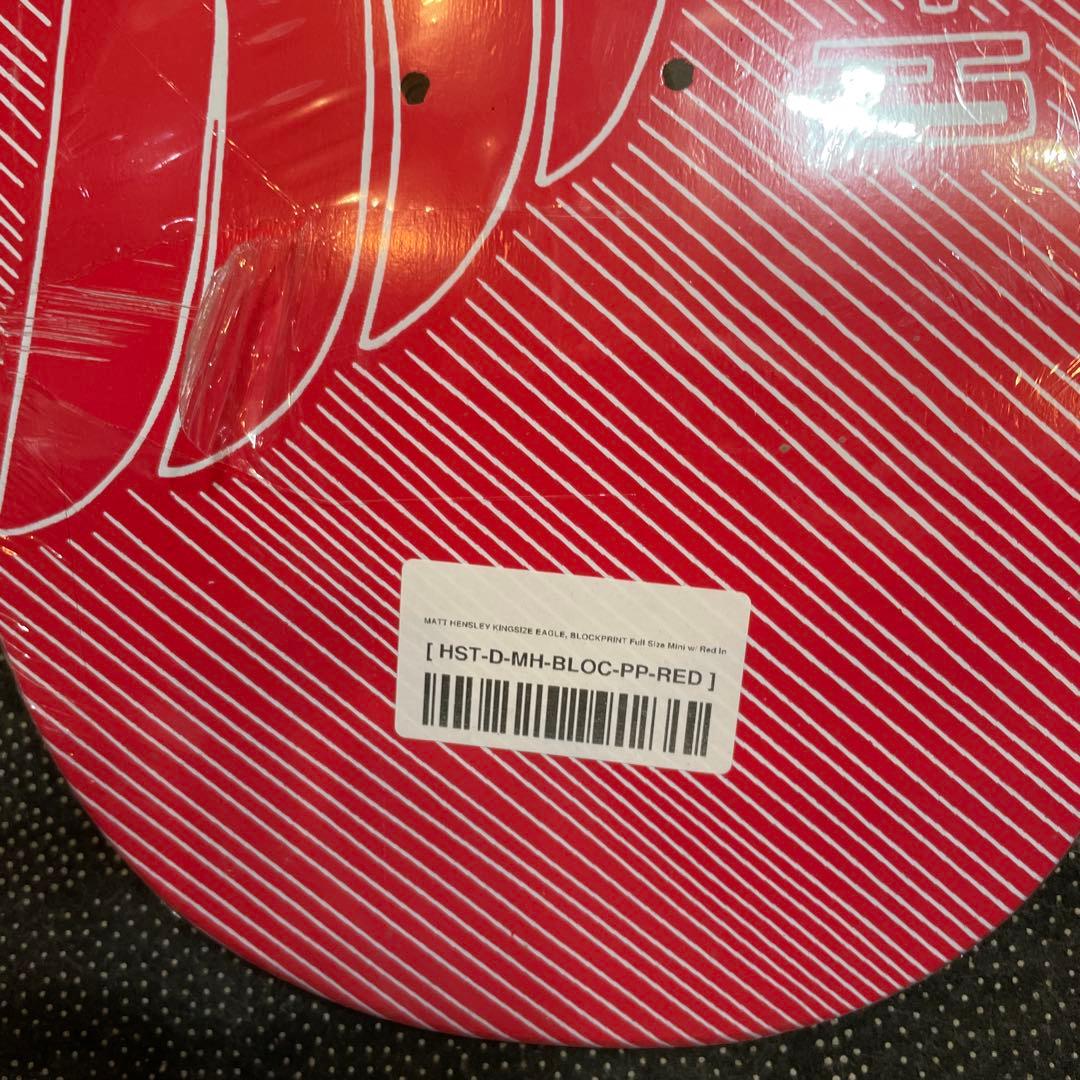 MATT HENSLEY KINGSIZE EAGLE, BLOCKPRINT Full Size Mini w/ Red In
[ HST-D-MH-BLOC-PP-RED ]